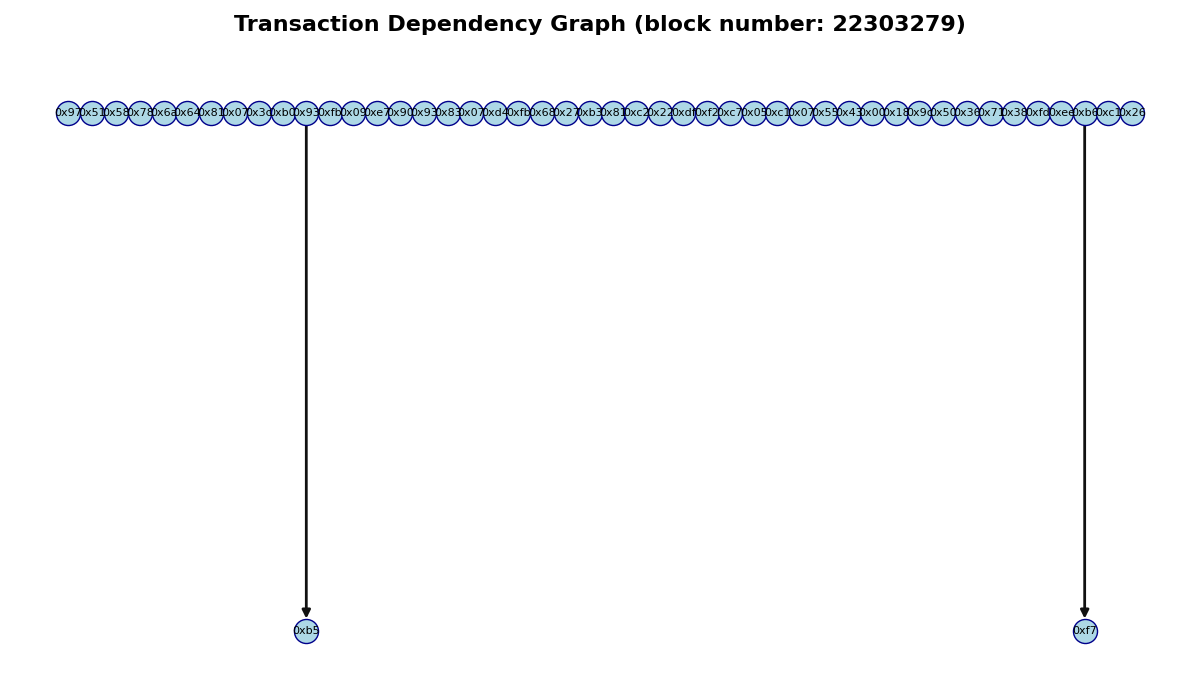 Transaction Dependency Graph (block number: 22303279)
0x97 0x51 0x58 0x78 0x6a 0x64 0x81 0x07 0x3c 0xb0 0x93 0xfb 0x09 0xe7 0x90 0x93 0x83 0x07 0xd4 0xfb 0x68 0x27 0xb3 0x81 0xc2 0x22 0xdf 0xf2 0xc7 0x05 0xc1 0x07 0x55 0x43 0x00 0x18 0x9c 0x50 0x36 0x71 0x38 0xfd 0xee 0xb6 0xc1 0x26
0xb5 0xf7